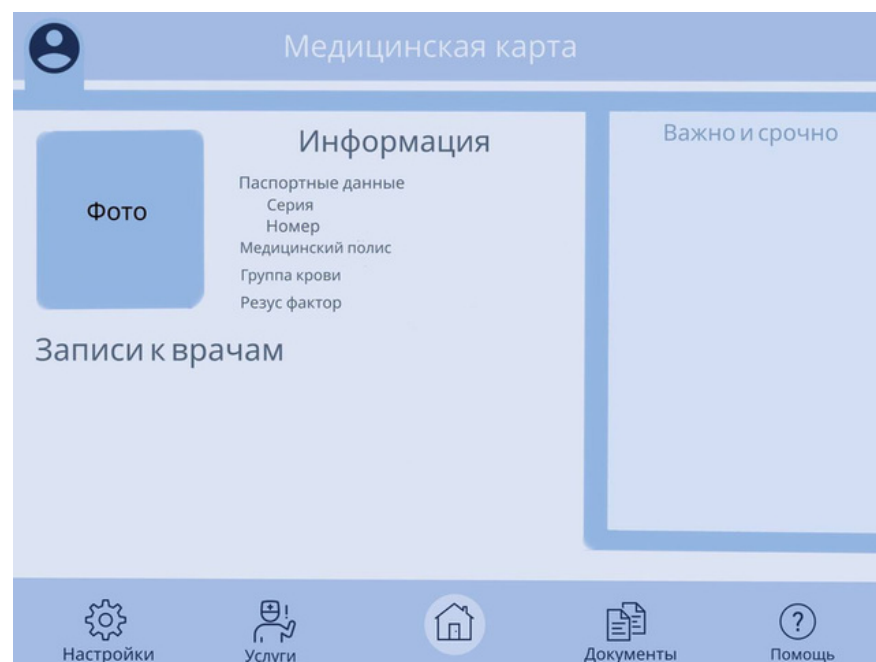 Медицинская карта
Фото
Информация
Паспортные данные
Серия
Номер
Медицинский полис
Группа крови
Резус фактор
Записи к врачам
Важно и срочно
Настройки
Услуги
Документы
?
Помощь